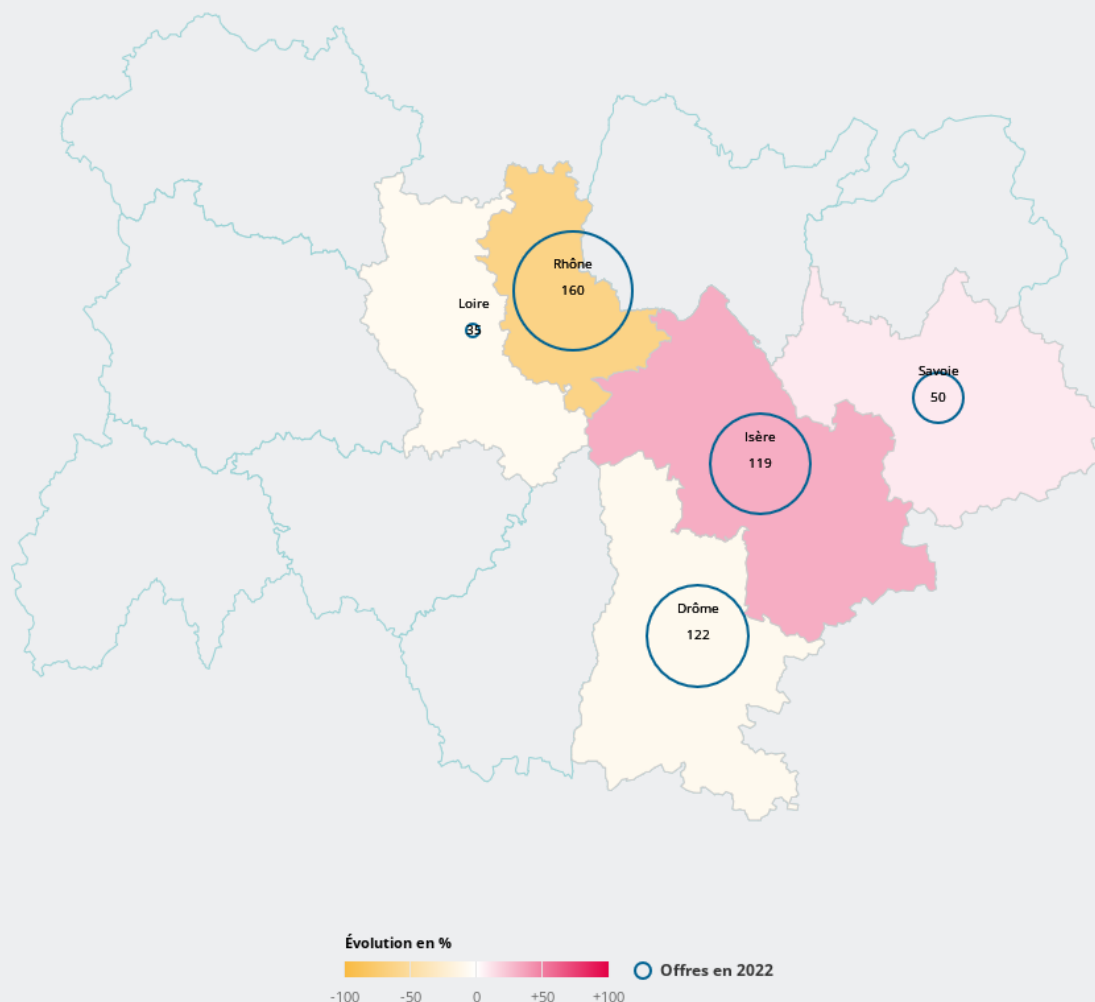 Rhône
160
Loire
35
Savoie
50
Isère
119
Drôme
122
Évolution en %
Offres en 2022
-100 -50 0 +50 +100